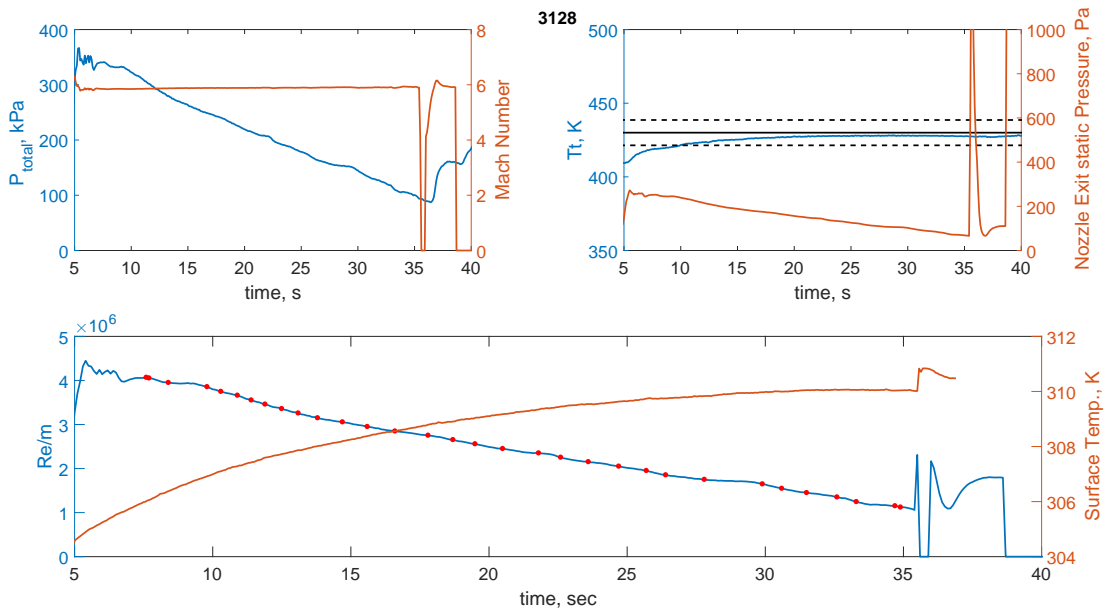 3128
400
300
200
100
0
P_total, kPa
8
6
4
2
0
Mach Number
5 10 15 20 25 30 35 40
time, s
500
450
400
350
Tt, K
1000
800
600
400
200
0
Nozzle Exit static Pressure, Pa
5 10 15 20 25 30 35 40
time, s
×10^6
5
4
3
2
1
0
Re/m
312
310
308
306
304
Surface Temp., K
5 10 15 20 25 30 35 40
time, sec